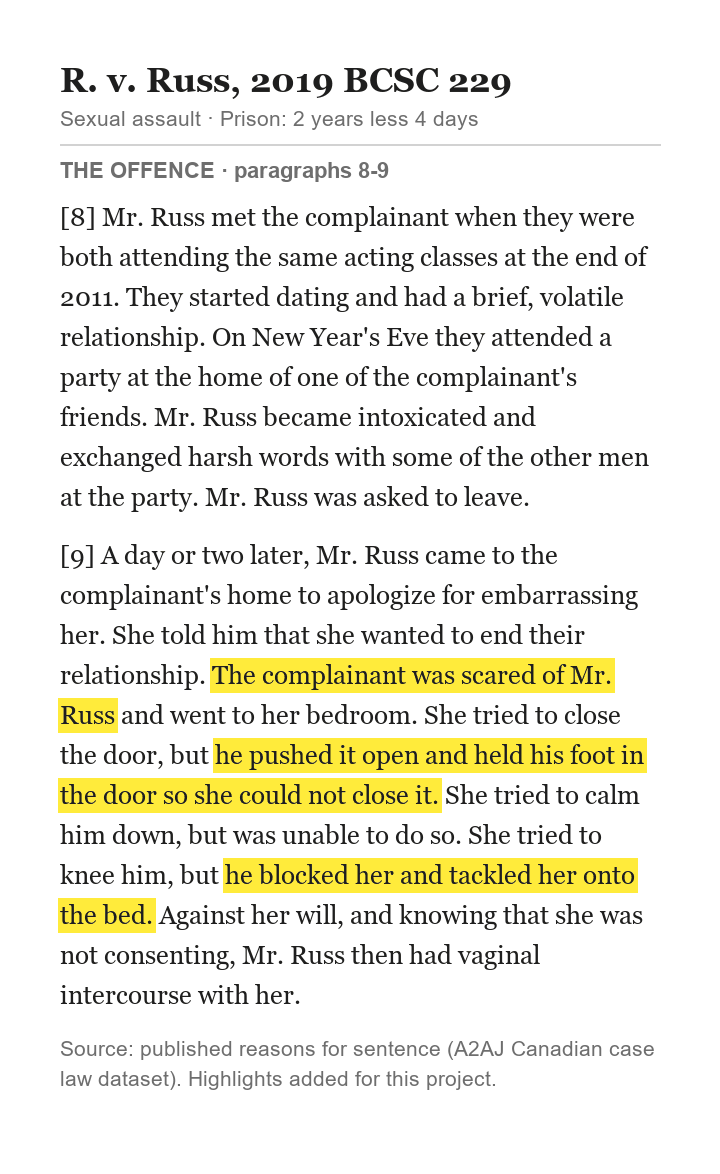 R. v. Russ, 2019 BCSC 229
Sexual assault · Prison: 2 years less 4 days
THE OFFENCE · paragraphs 8-9
[8] Mr. Russ met the complainant when they were
both attending the same acting classes at the end of
2011. They started dating and had a brief, volatile
relationship. On New Year's Eve they attended a
party at the home of one of the complainant's
friends. Mr. Russ became intoxicated and
exchanged harsh words with some of the other men
at the party. Mr. Russ was asked to leave.
[9] A day or two later, Mr. Russ came to the
complainant's home to apologize for embarrassing
her. She told him that she wanted to end their
relationship. The complainant was scared of Mr.
Russ and went to her bedroom. She tried to close
the door, but he pushed it open and held his foot in
the door so she could not close it. She tried to calm
him down, but was unable to do so. She tried to
knee him, but he blocked her and tackled her onto
the bed. Against her will, and knowing that she was
not consenting, Mr. Russ then had vaginal
intercourse with her.
Source: published reasons for sentence (A2AJ Canadian case
law dataset). Highlights added for this project.